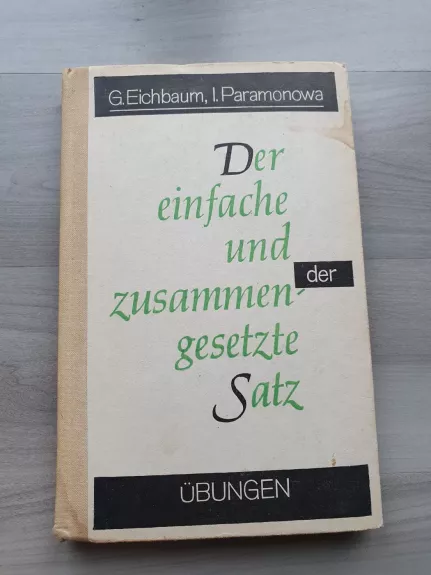 G. Eichbaum, I. Paramonowa
Der
einfache
und der
zusammen-
gesetzte
Satz
ÜBUNGEN